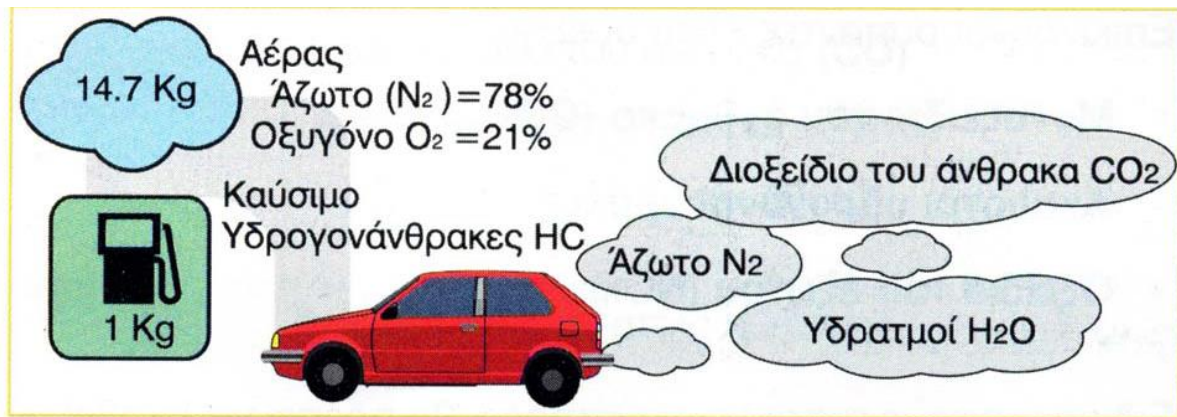 14.7 Kg
Αέρας
Άζωτο (N2)=78%
Οξυγόνο O2 =21%
Καύσιμο
Υδρογονάνθρακες HC
1 Kg
Διοξείδιο του άνθρακα CO2
Άζωτο N2
Υδρατμοί H2O